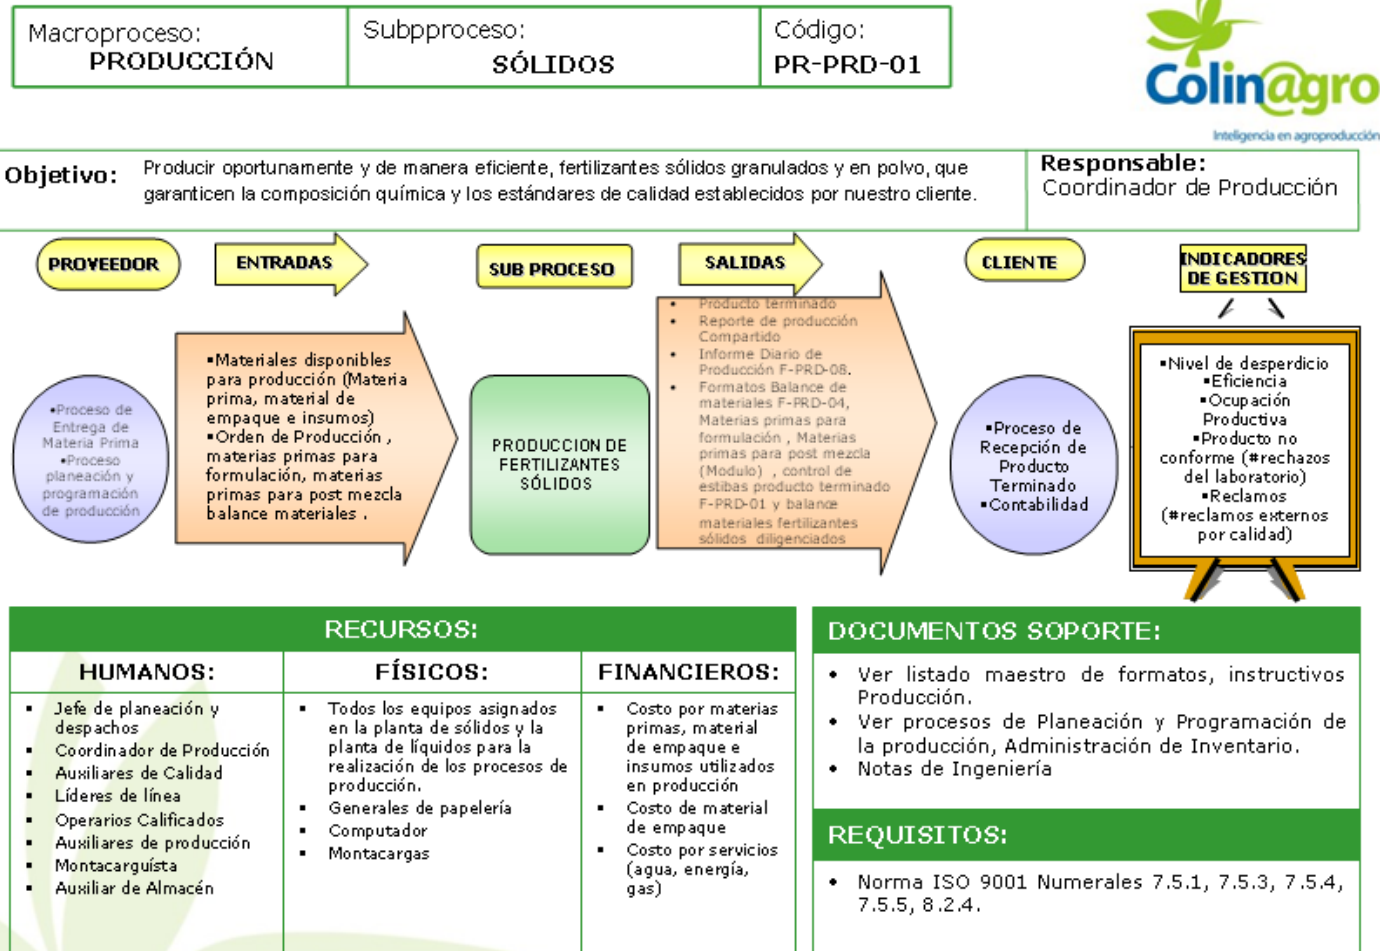 Macroproceso:
PRODUCCIÓN
Subpproceso:
SÓLIDOS
Código:
PR-PRD-01
Colin@gro
Inteligencia en agroproducción
Objetivo:
Producir oportunamente y de manera eficiente, fertilizantes sólidos granulados y en polvo, que
garanticen la composición química y los estándares de calidad establecidos por nuestro cliente.
Responsable:
Coordinador de Producción
PROVEEDOR
ENTRADAS
SUB PROCESO
SALIDAS
CLIENTE
INDICADORES
DE GESTION
▪Proceso de
Entrega de
Materia Prima
▪Proceso
planeación y
programación
de producción
▪Materiales disponibles
para producción (Materia
prima, material de
empaque e insumos)
▪Orden de Producción ,
materias primas para
formulación, materias
primas para post mezcla
balance materiales .
PRODUCCION DE
FERTILIZANTES
SÓLIDOS
• Producto terminado
• Reporte de producción
Compartido
• Informe Diario de
Producción F-PRD-08.
• Formatos Balance de
materiales F-PRD-04,
Materias primas para
formulación , Materias
primas para post mezcla
(Modulo) , control de
estibas producto terminado
F-PRD-01 y balance
materiales fertilizantes
sólidos diligenciados
▪Proceso de
Recepción de
Producto
Terminado
▪Contabilidad
▪Nivel de desperdicio
▪Eficiencia
▪Ocupación
Productiva
▪Producto no
conforme (#rechazos
del laboratorio)
▪Reclamos
(#reclamos externos
por calidad)
RECURSOS:
HUMANOS:
▪ Jefe de planeación y
despachos
▪ Coordinador de Producción
▪ Auxiliares de Calidad
▪ Líderes de línea
▪ Operarios Calificados
▪ Auxiliares de producción
▪ Montacarguísta
▪ Auxiliar de Almacén
FÍSICOS:
▪ Todos los equipos asignados
en la planta de sólidos y la
planta de líquidos para la
realización de los procesos de
producción.
▪ Generales de papelería
▪ Computador
▪ Montacargas
FINANCIEROS:
▪ Costo por materias
primas, material
de empaque e
insumos utilizados
en producción
▪ Costo de material
de empaque
▪ Costo por servicios
(agua, energía,
gas)
DOCUMENTOS SOPORTE:
• Ver listado maestro de formatos, instructivos
Producción.
• Ver procesos de Planeación y Programación de
la producción, Administración de Inventario.
• Notas de Ingeniería
REQUISITOS:
• Norma ISO 9001 Numerales 7.5.1, 7.5.3, 7.5.4,
7.5.5, 8.2.4.